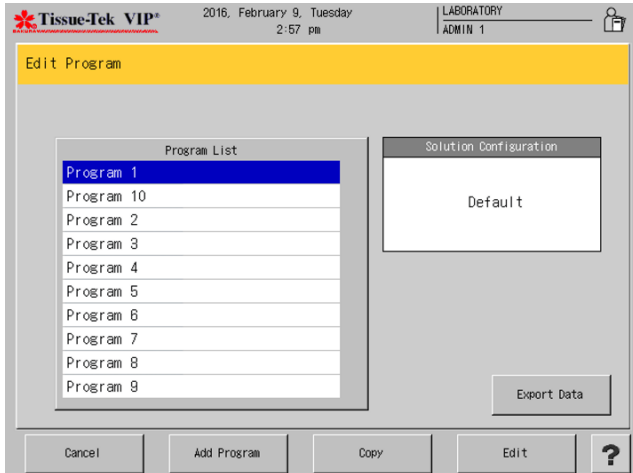 Tissue-Tek VIP®
SAKURA
2016, February 9, Tuesday
2:57 pm
LABORATORY
ADMIN 1
Edit Program
Program List
Program 1
Program 10
Program 2
Program 3
Program 4
Program 5
Program 6
Program 7
Program 8
Program 9
Solution Configuration
Default
Export Data
Cancel
Add Program
Copy
Edit
?